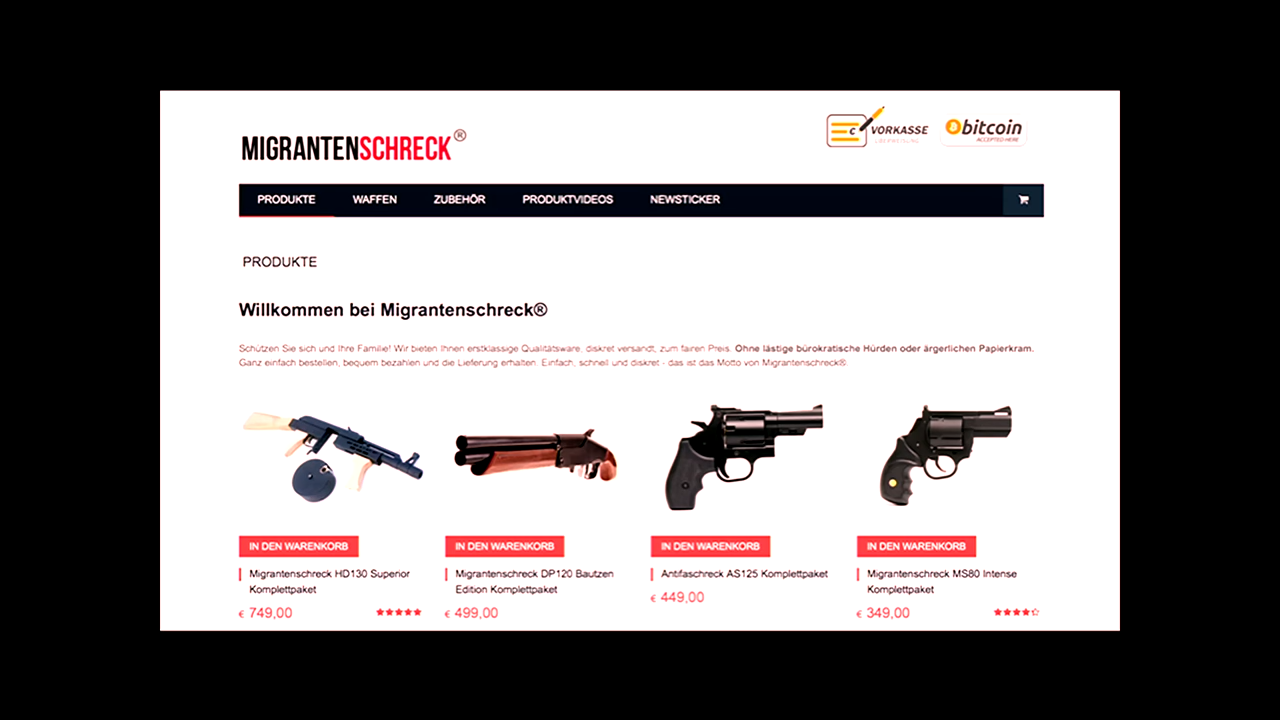 MIGRANTENSCHRECK®
VORKASSE
ÜBERWEISUNG
bitcoin
ACCEPTED HERE
PRODUKTE WAFFEN ZUBEHÖR PRODUKTVIDEOS NEWSTICKER
PRODUKTE
Willkommen bei Migrantenschreck®
Schützen Sie sich und Ihre Familie! Wir bieten Ihnen erstklassige Qualitätsware, diskret versandt, zum fairen Preis. Ohne lästige bürokratische Hürden oder ärgerlichen Papierkram.
Ganz einfach bestellen, bequem bezahlen und die Lieferung erhalten. Einfach, schnell und diskret - das ist das Motto von Migrantenschreck®.
IN DEN WARENKORB IN DEN WARENKORB IN DEN WARENKORB IN DEN WARENKORB
Migrantenschreck HD130 Superior
Komplettpaket
€ 749,00
Migrantenschreck DP120 Bautzen
Edition Komplettpaket
€ 499,00
Antifaschreck AS125 Komplettpaket
€ 449,00
Migrantenschreck MS80 Intense
Komplettpaket
€ 349,00